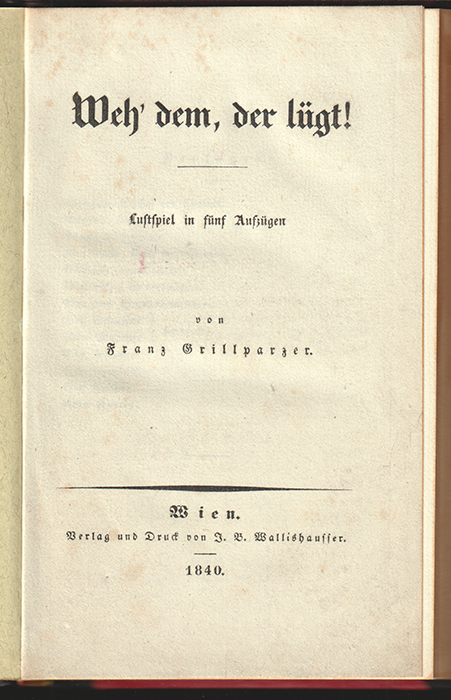 Weh' dem, der lügt!
Lustspiel in fünf Aufzügen
von
Franz Grillparzer.
Wien.
Verlag und Druck von J. B. Wallishausser.
1840.